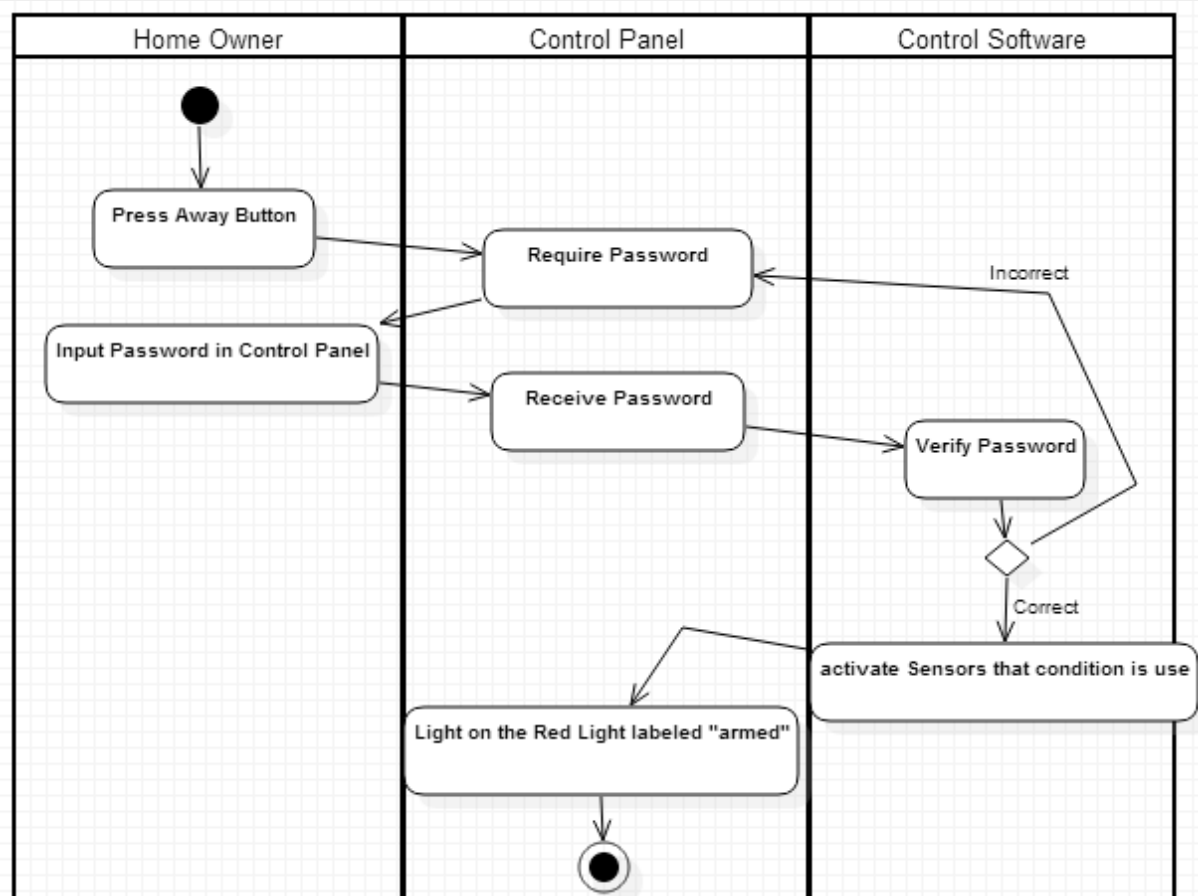 Home Owner
Control Panel
Control Software
Press Away Button
Require Password
Incorrect
Input Password in Control Panel
Receive Password
Verify Password
Correct
activate Sensors that condition is use
Light on the Red Light labeled "armed"